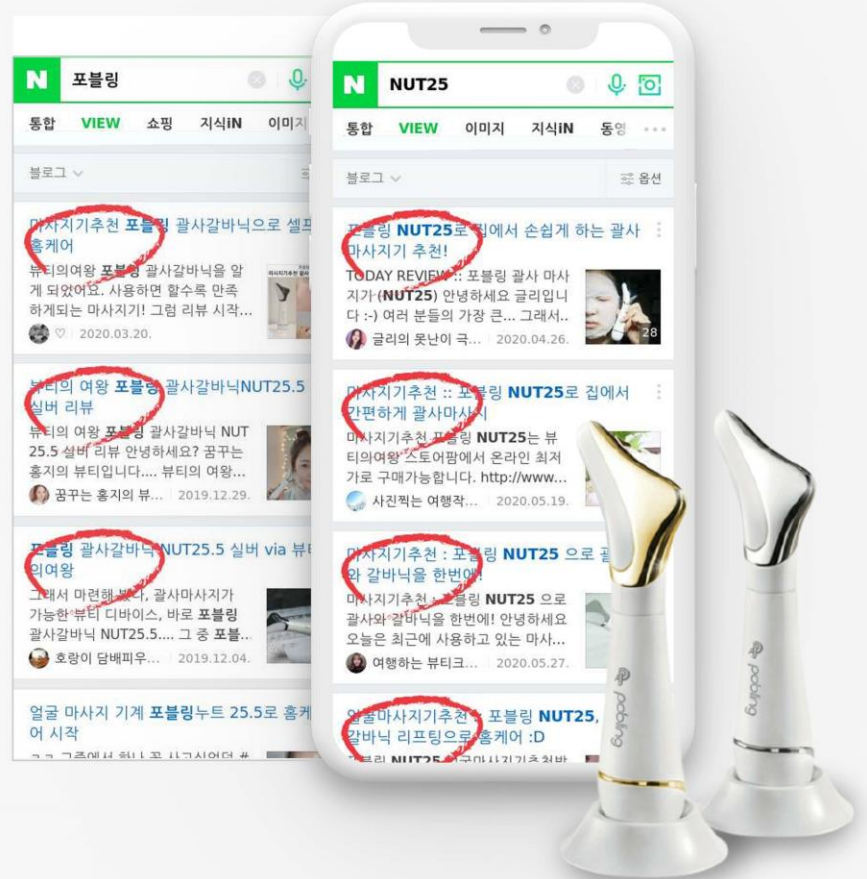 N 포블링
통합 VIEW 쇼핑 지식iN 이미지
블로그
마사지기추천 포블링 괄사갈바닉으로 셀프
홈케어
뷰티의여왕 포블링 괄사갈바닉을 알
게 되었어요. 사용하면 할수록 만족
하게되는 마사지기! 그럼 리뷰 시작...
2020.03.20.
뷰티의 여왕 포블링 괄사갈바닉NUT25.5
실버 리뷰
뷰티의 여왕 포블링 괄사갈바닉 NUT
25.5 실버 리뷰 안녕하세요? 꿈꾸는
홍지의 뷰티입니다.... 뷰티의 여왕...
꿈꾸는 홍지의 뷰... 2019.12.29.
포블링 괄사갈바닉 NUT25.5 실버 via 뷰티
의여왕
그래서 마련해 봤다, 괄사마사지가
가능한 뷰티 디바이스, 바로 포블링
괄사갈바닉 NUT25.5.... 그 중 포블...
호랑이 담배피우... 2019.12.04.
얼굴 마사지 기계 포블링누트 25.5로 홈케
어 시작
N NUT25
통합 VIEW 이미지 지식iN 동영
블로그 옵션
포블링 NUT25로 집에서 손쉽게 하는 괄사
마사지기 추천!
TODAY REVIEW :: 포블링 괄사 마사
지기 (NUT25) 안녕하세요 글리입니
다 :-) 여러 분들의 가장 큰... 그래서..
28
글리의 못난이 극... 2020.04.26.
마사지기추천 :: 포블링 NUT25로 집에서
간편하게 괄사마사지
마사지기추천 포블링 NUT25는 뷰
티의여왕 스토어팜에서 온라인 최저
가로 구매가능합니다. http://www...
사진찍는 여행작... 2020.05.19.
마사지기추천 : 포블링 NUT25 으로 괄
와 갈바닉을 한번에!
마사지기추천 : 포블링 NUT25 으로
괄사와 갈바닉을 한번에! 안녕하세요
오늘은 최근에 사용하고 있는 마사...
여행하는 뷰티크... 2020.05.27.
얼굴마사지기추천 : 포블링 NUT25,
갈바닉 리프팅으로 홈케어 :D
pobling
pobling